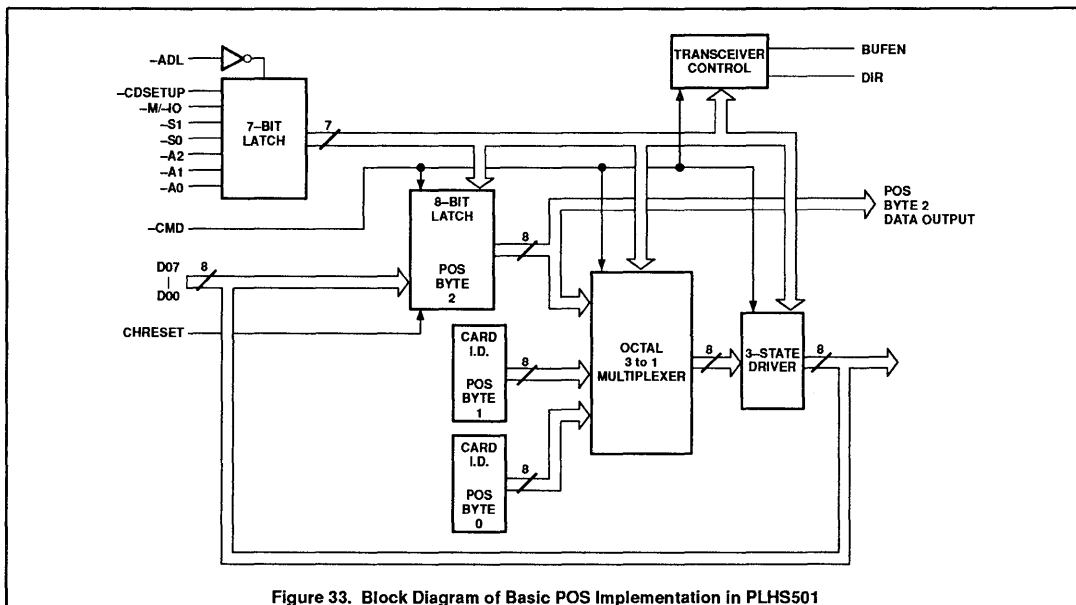 –ADL
–CDSETUP
–M/–IO
–S1
–S0
–A2
–A1
–A0
7–BIT
LATCH
7
TRANSCEIVER
CONTROL
BUFEN
DIR
–CMD
8–BIT
LATCH
POS
BYTE
2
8
POS
BYTE 2
DATA OUTPUT
D07
D00
8
CHRESET
CARD
I.D.
POS
BYTE
1
8
CARD
I.D.
POS
BYTE
0
8
OCTAL
3 to 1
MULTIPLEXER
8
3–STATE
DRIVER
8
Figure 33. Block Diagram of Basic POS Implementation in PLHS501